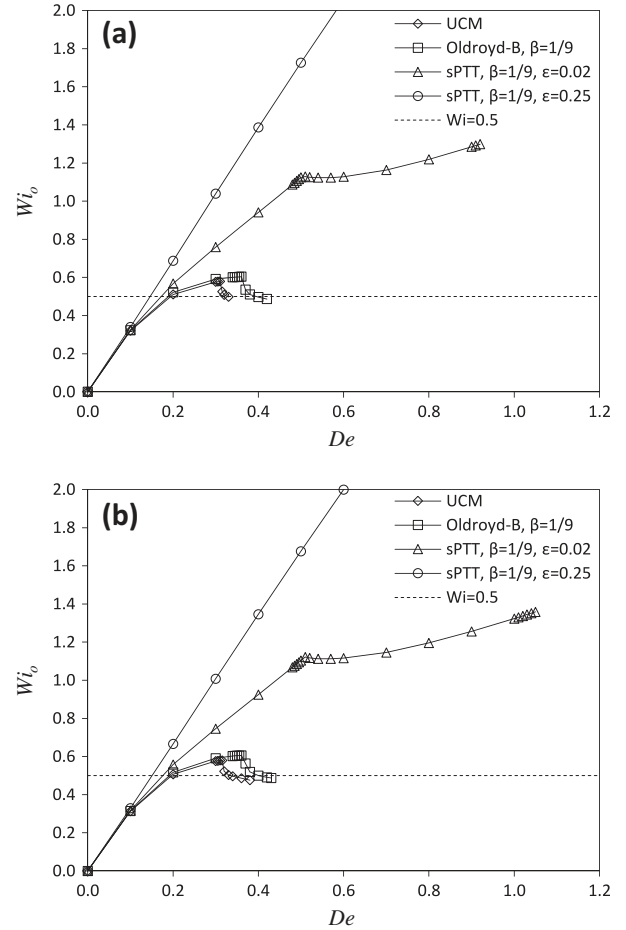 (a)
UCM
Oldroyd-B, β=1/9
sPTT, β=1/9, ε=0.02
sPTT, β=1/9, ε=0.25
Wi=0.5
2.0
1.8
1.6
1.4
1.2
1.0
0.8
0.6
0.4
0.2
0.0
Wi₀
0.0 0.2 0.4 0.6 0.8 1.0 1.2
De
(b)
UCM
Oldroyd-B, β=1/9
sPTT, β=1/9, ε=0.02
sPTT, β=1/9, ε=0.25
Wi=0.5
2.0
1.8
1.6
1.4
1.2
1.0
0.8
0.6
0.4
0.2
0.0
Wi₀
0.0 0.2 0.4 0.6 0.8 1.0 1.2
De